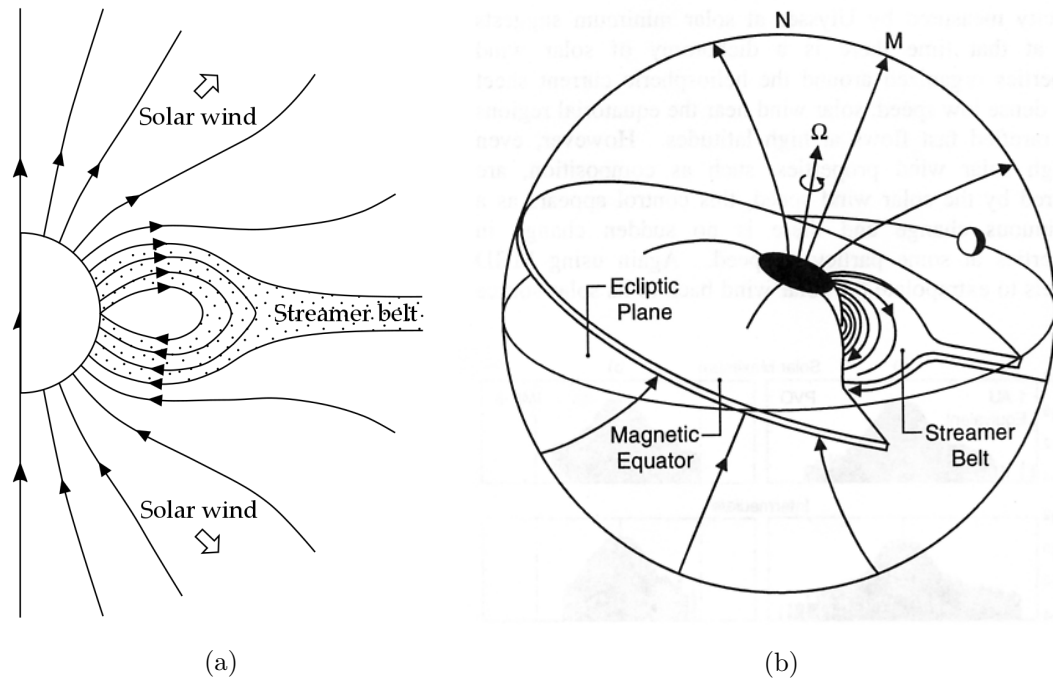 Solar wind
Streamer belt
Solar wind
(a)
N
M
Ω
Ecliptic
Plane
Magnetic
Equator
Streamer
Belt
(b)